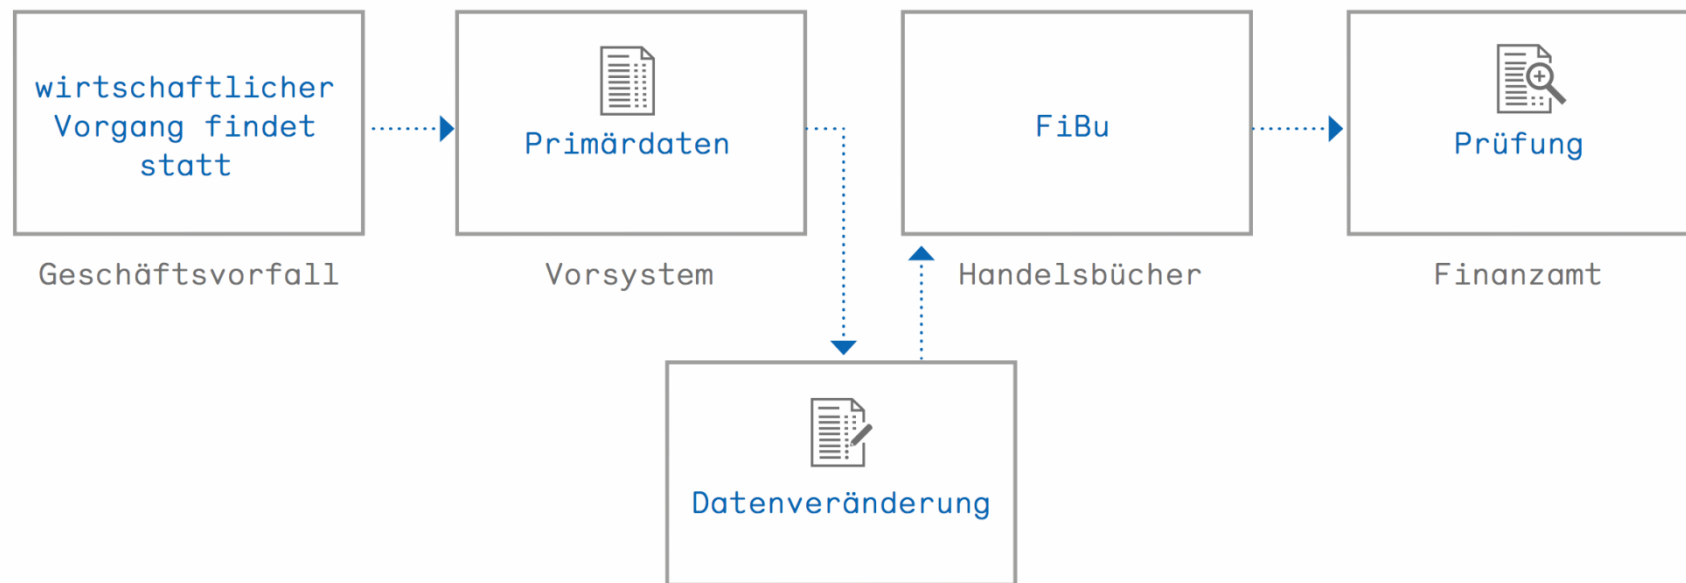 wirtschaftlicher
Vorgang findet
statt
Geschäftsvorfall
Primärdaten
Vorsystem
FiBu
Handelsbücher
Prüfung
Finanzamt
Datenveränderung